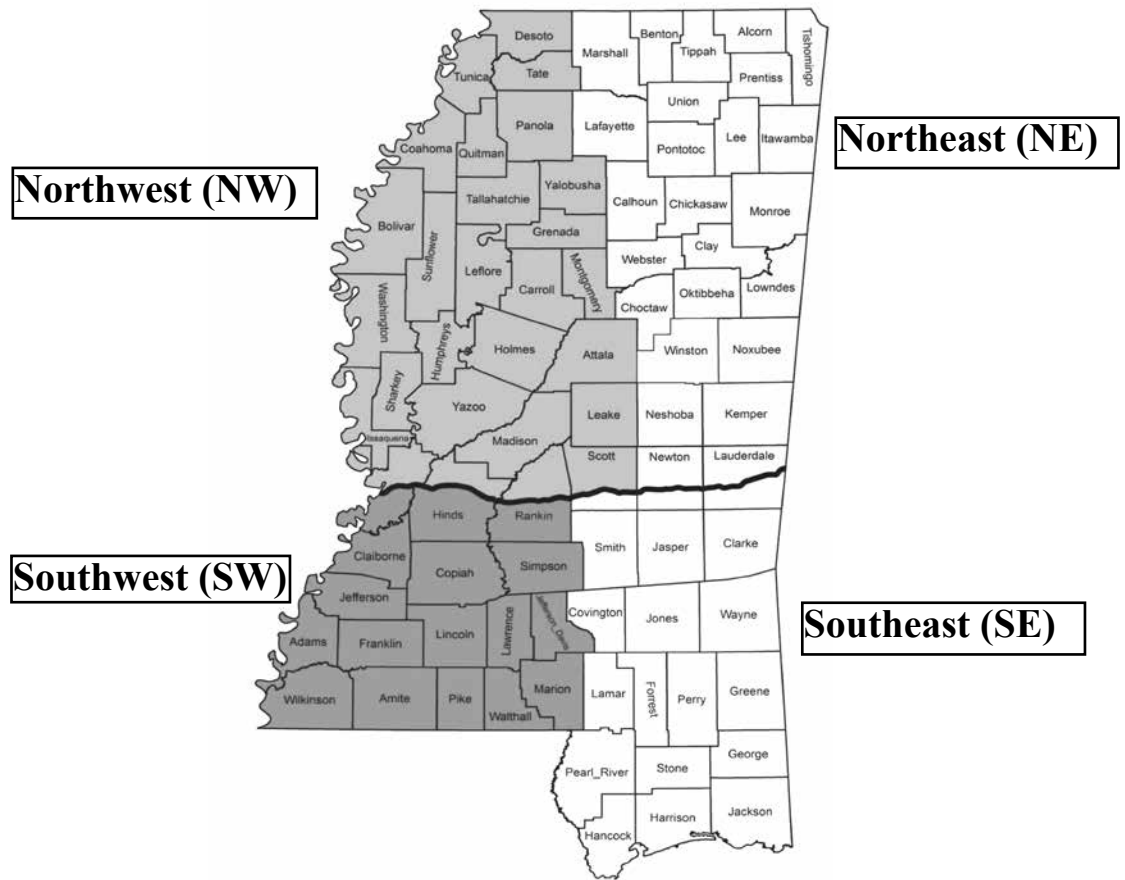 Desoto
Marshall
Benton
Tippah
Alcorn
Tishomingo
Tunica
Tate
Prentiss
Union
Panola
Lafayette
Lee
Itawamba
Northeast (NE)
Coahoma
Quitman
Pontotoc
Northwest (NW)
Tallahatchie
Yalobusha
Calhoun
Chickasaw
Monroe
Bolivar
Sunflower
Grenada
Webster
Clay
Leflore
Carroll
Montgomery
Choctaw
Oktibbeha
Lowndes
Washington
Humphreys
Holmes
Attala
Winston
Noxubee
Sharkey
Yazoo
Leake
Neshoba
Kemper
Madison
Scott
Newton
Lauderdale
Hinds
Rankin
Smith
Jasper
Clarke
Claiborne
Copiah
Simpson
Southwest (SW)
Jefferson
Lawrence
Jefferson_Davis
Covington
Jones
Wayne
Southeast (SE)
Adams
Franklin
Lincoln
Wilkinson
Amite
Pike
Walthall
Marion
Lamar
Forrest
Perry
Greene
George
Pearl_River
Stone
Hancock
Harrison
Jackson